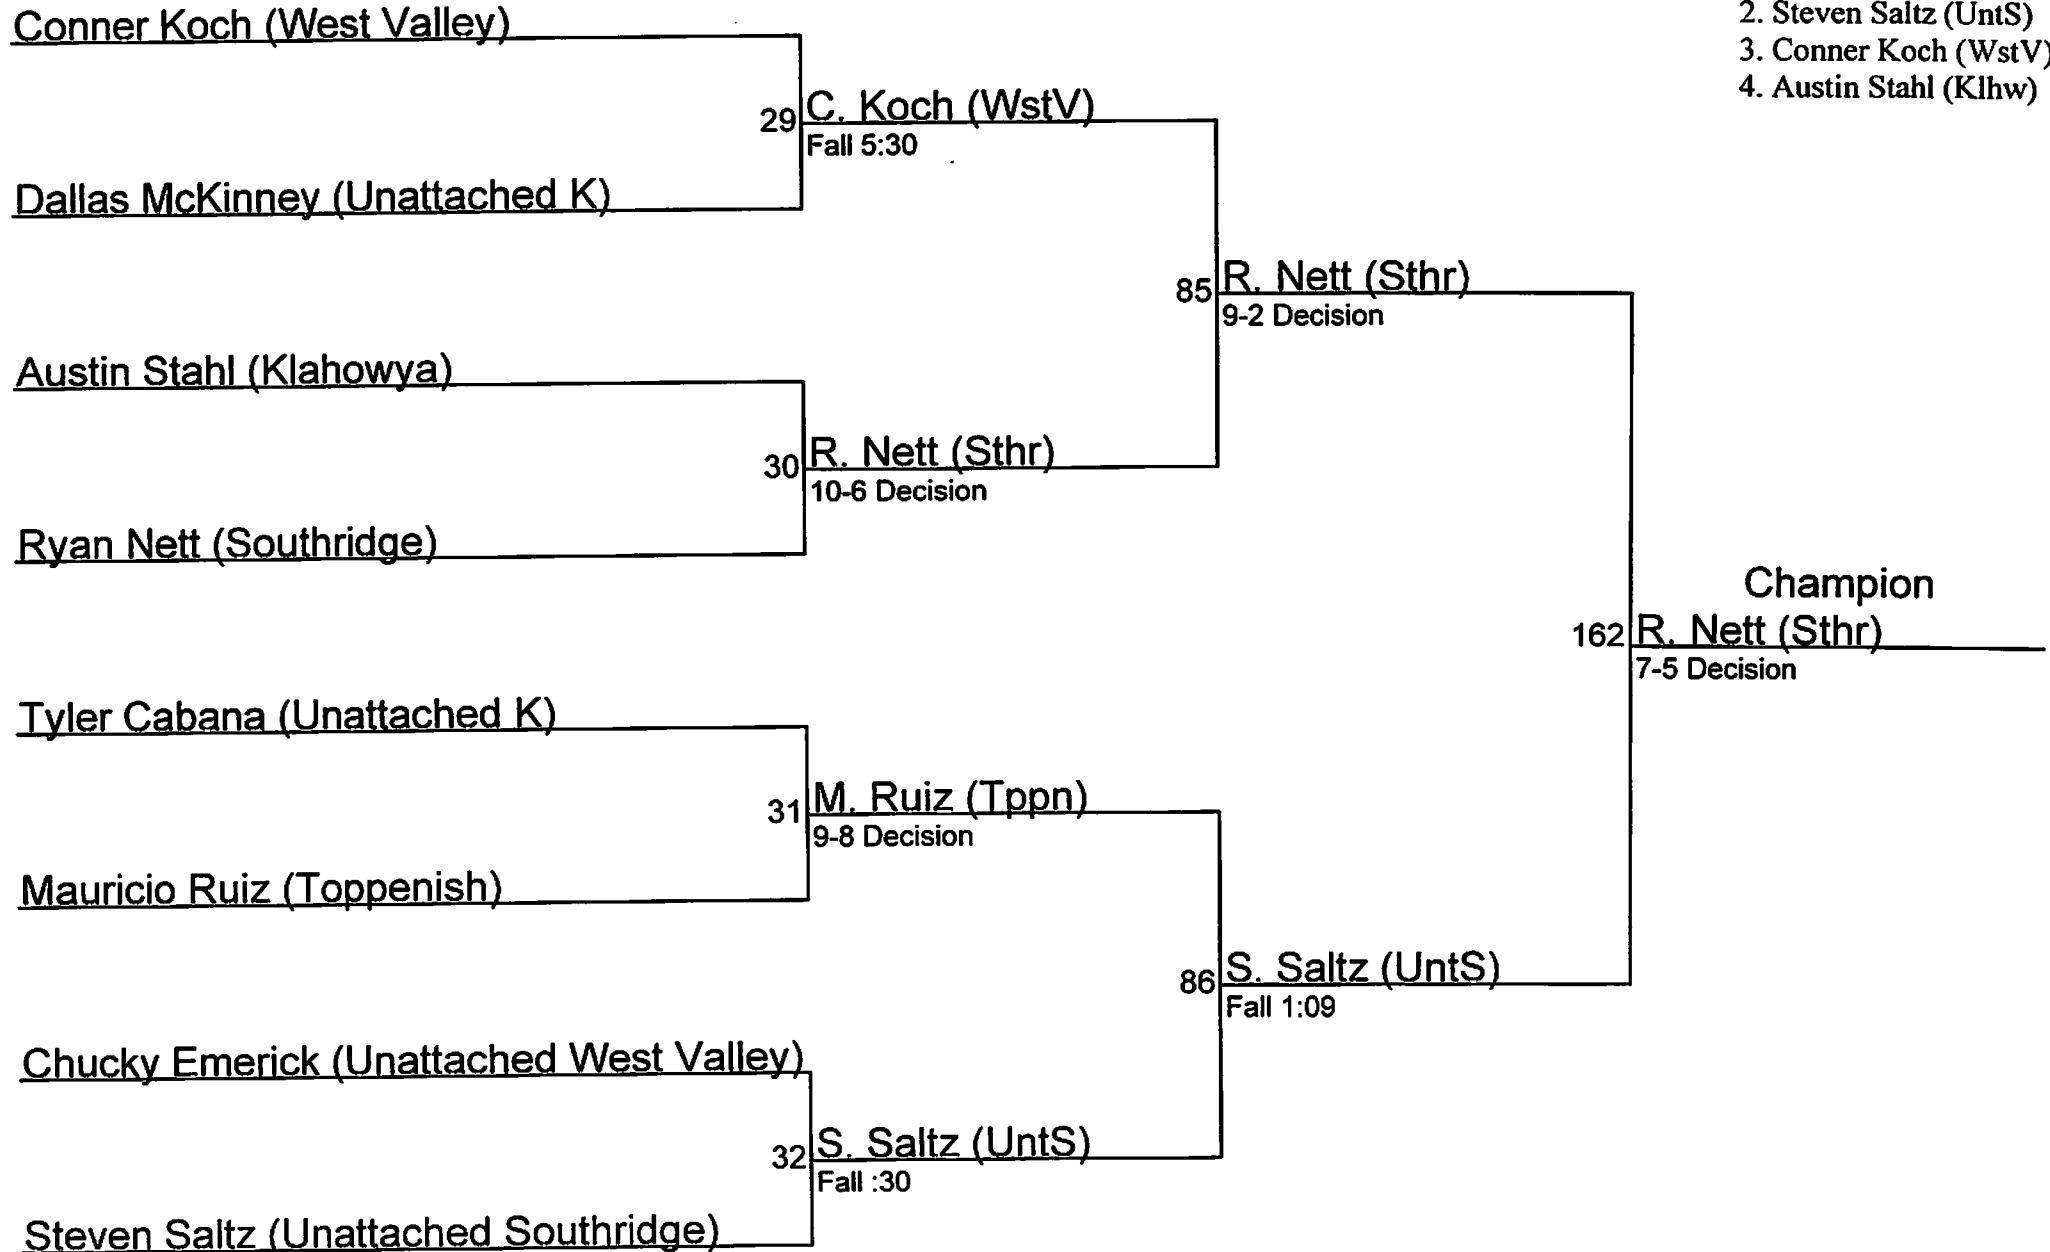 Conner Koch (West Valley)
2. Steven Saltz (UntS)
3. Conner Koch (WstV)
4. Austin Stahl (Klhw)
29 C. Koch (WstV)
Fall 5:30
Dallas McKinney (Unattached K)
85 R. Nett (Sthr)
9-2 Decision
Austin Stahl (Klahowya)
30 R. Nett (Sthr)
10-6 Decision
Ryan Nett (Southridge)
Champion
162 R. Nett (Sthr)
7-5 Decision
Tyler Cabana (Unattached K)
31 M. Ruiz (Tppn)
9-8 Decision
Mauricio Ruiz (Toppenish)
86 S. Saltz (UntS)
Fall 1:09
Chucky Emerick (Unattached West Valley)
32 S. Saltz (UntS)
Fall :30
Steven Saltz (Unattached Southridge)